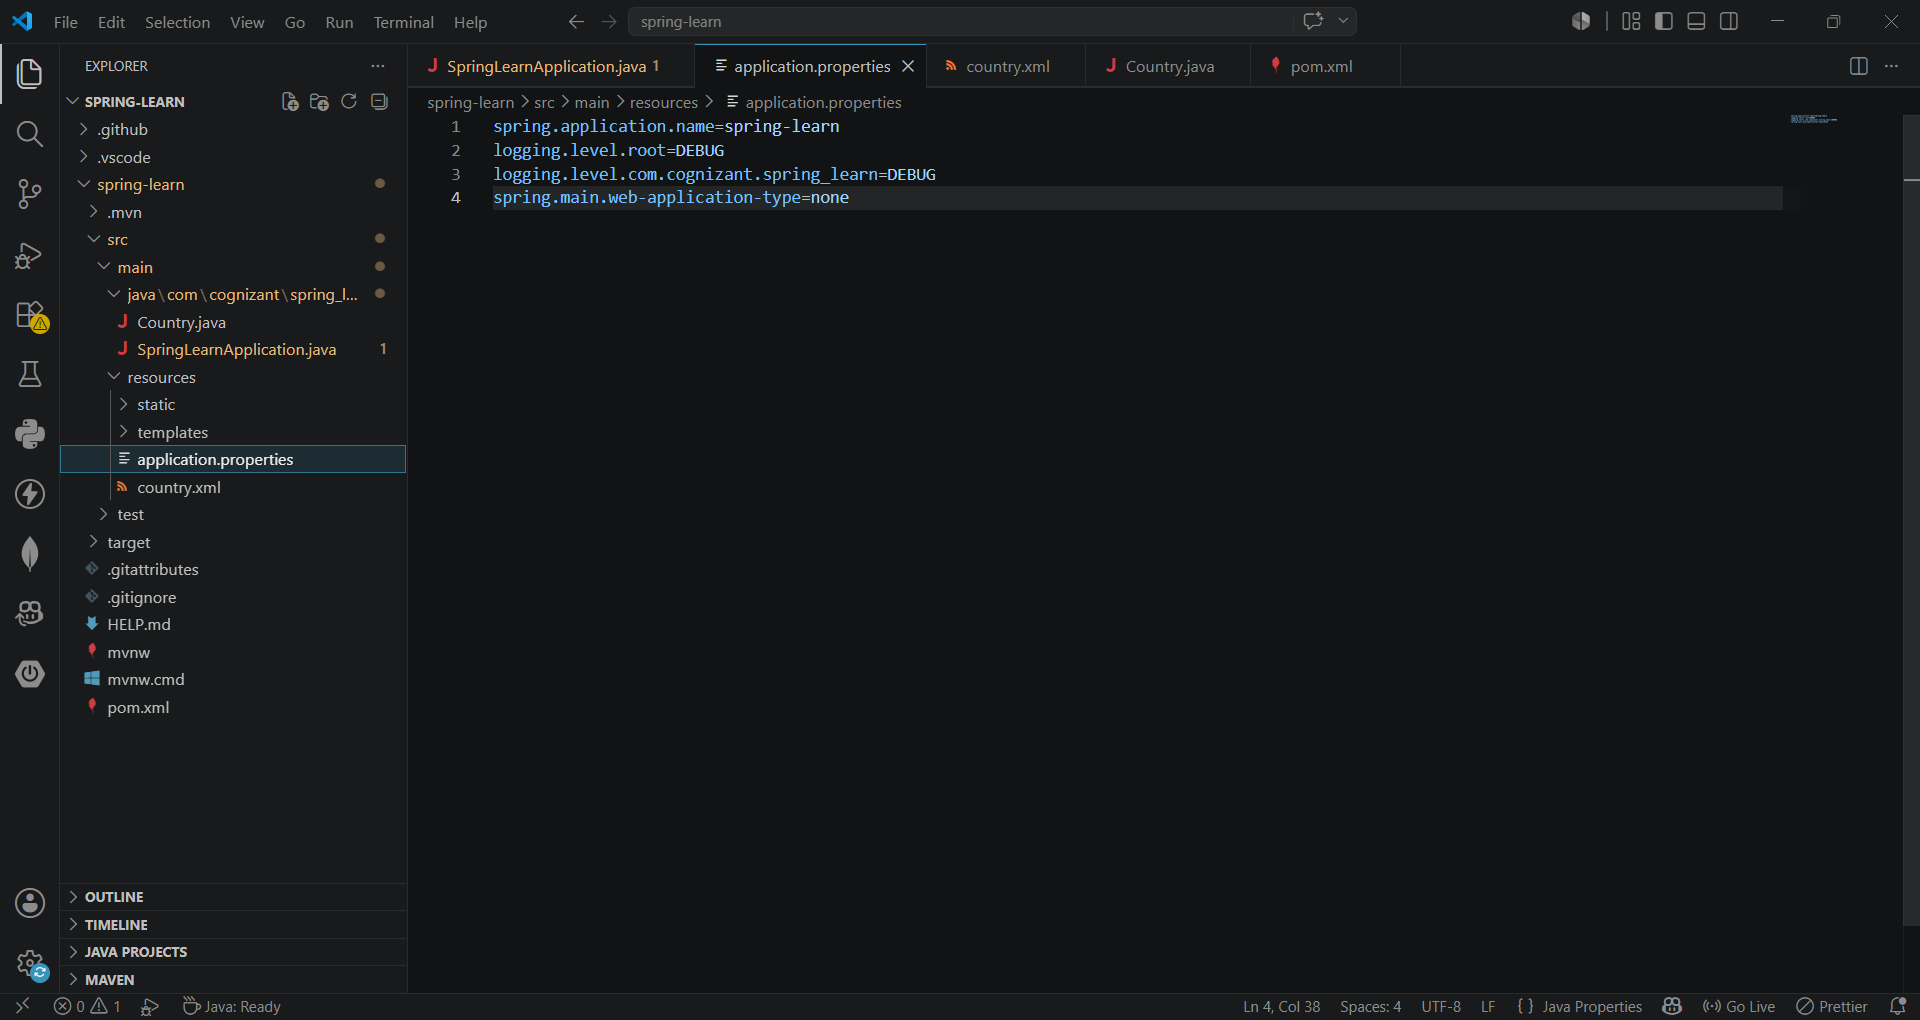 File Edit Selection View Go Run Terminal Help
spring-learn
EXPLORER
SPRING-LEARN
.github
.vscode
spring-learn
.mvn
src
main
java\com\cognizant\spring_l...
Country.java
SpringLearnApplication.java 1
resources
static
templates
application.properties
country.xml
test
target
.gitattributes
.gitignore
HELP.md
mvnw
mvnw.cmd
pom.xml
OUTLINE
TIMELINE
JAVA PROJECTS
MAVEN
SpringLearnApplication.java 1
application.properties
country.xml
Country.java
pom.xml
spring-learn > src > main > resources > application.properties
1 spring.application.name=spring-learn
2 logging.level.root=DEBUG
3 logging.level.com.cognizant.spring_learn=DEBUG
4 spring.main.web-application-type=none
0 1 Java: Ready
Ln 4, Col 38 Spaces: 4 UTF-8 LF {} Java Properties Go Live Prettier